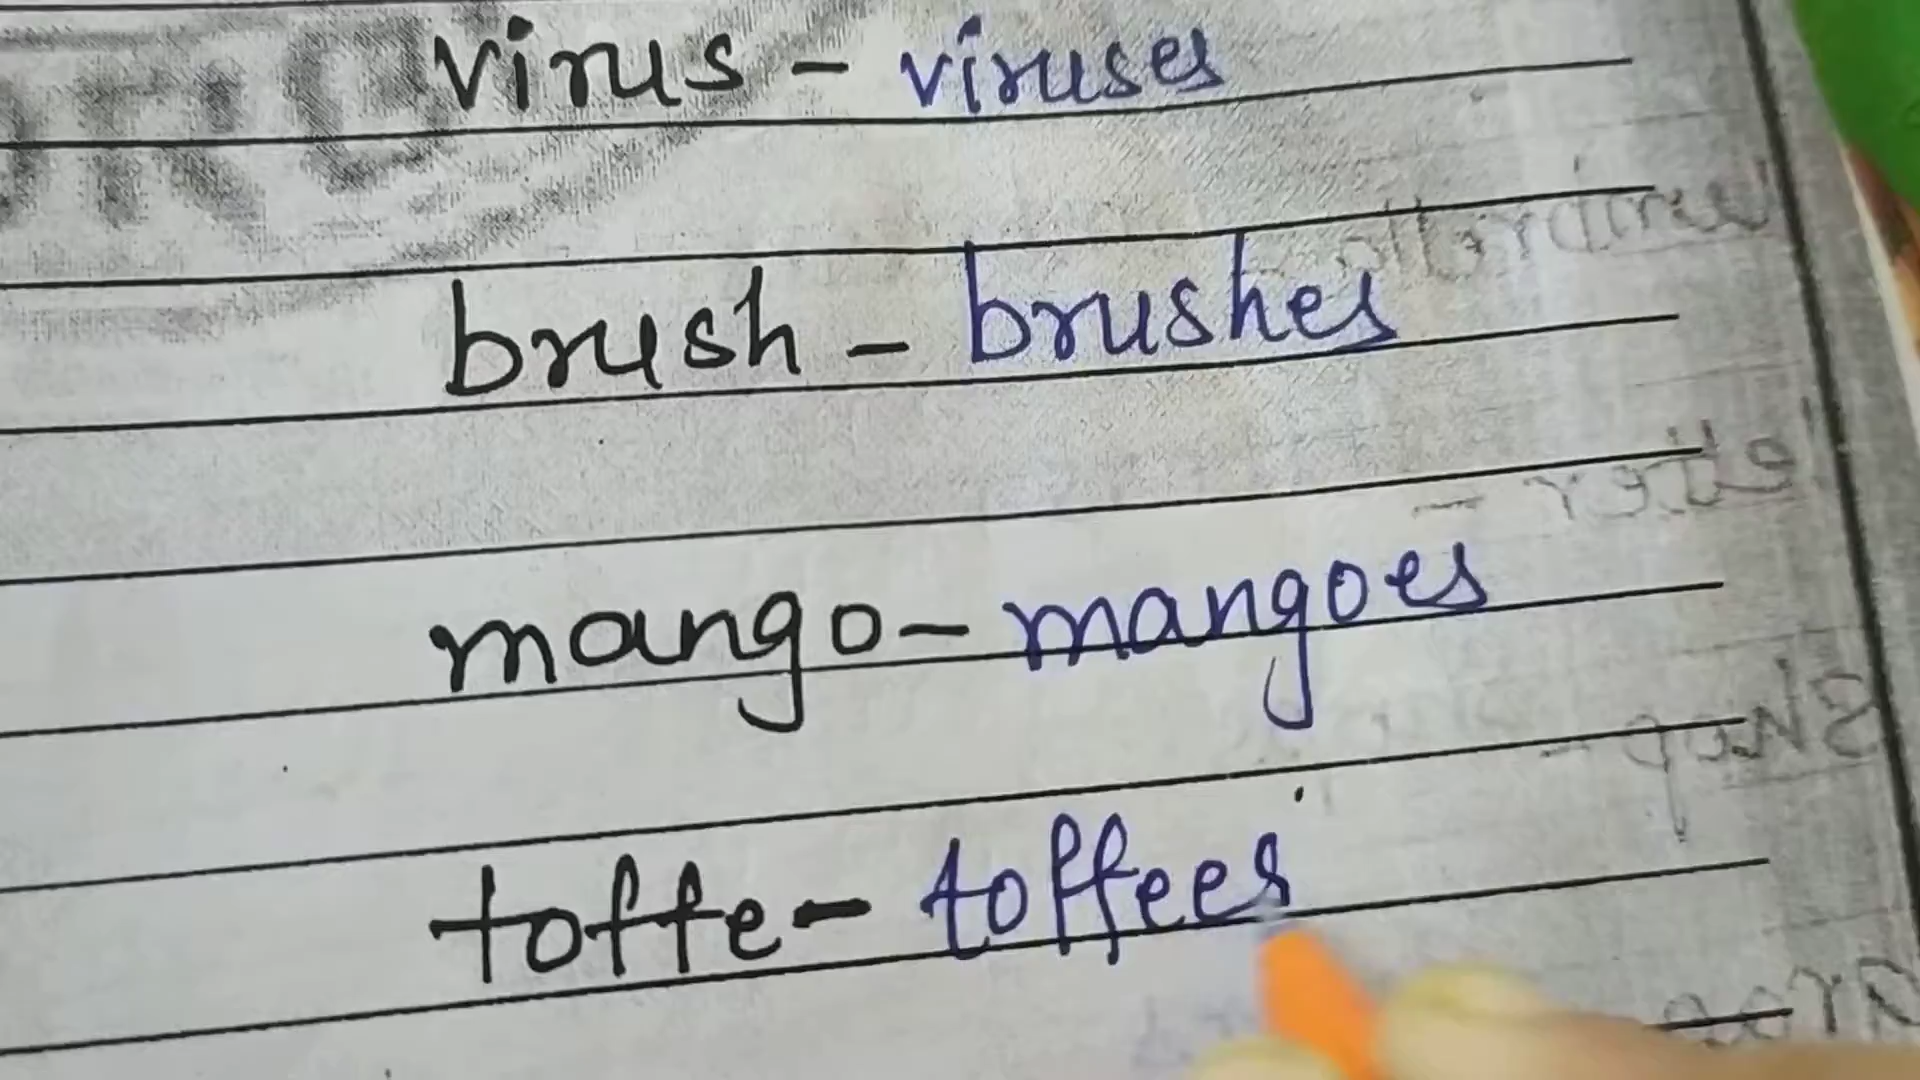 virus - viruses
brush - brushes
mango - mangoes
toffe - toffees